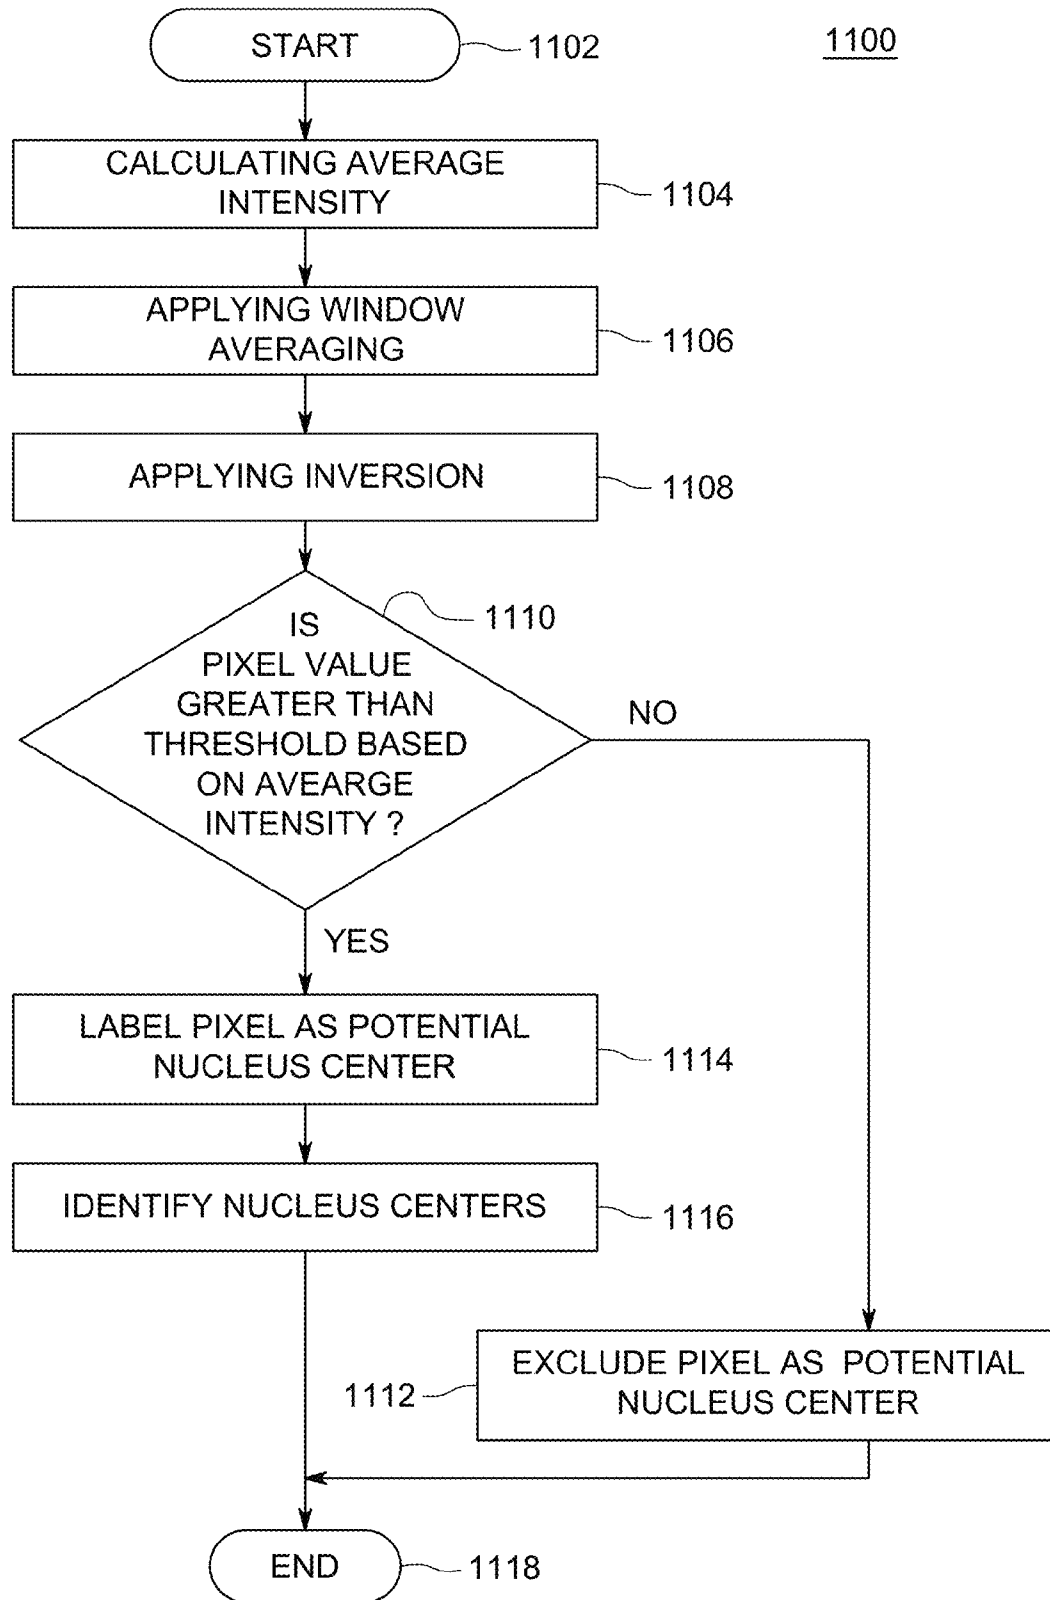 START
1102
1100
CALCULATING AVERAGE
INTENSITY
1104
APPLYING WINDOW
AVERAGING
1106
APPLYING INVERSION
1108
IS
PIXEL VALUE
GREATER THAN
THRESHOLD BASED
ON AVEARGE
INTENSITY ?
1110
NO
YES
LABEL PIXEL AS POTENTIAL
NUCLEUS CENTER
1114
IDENTIFY NUCLEUS CENTERS
1116
EXCLUDE PIXEL AS POTENTIAL
NUCLEUS CENTER
1112
END
1118